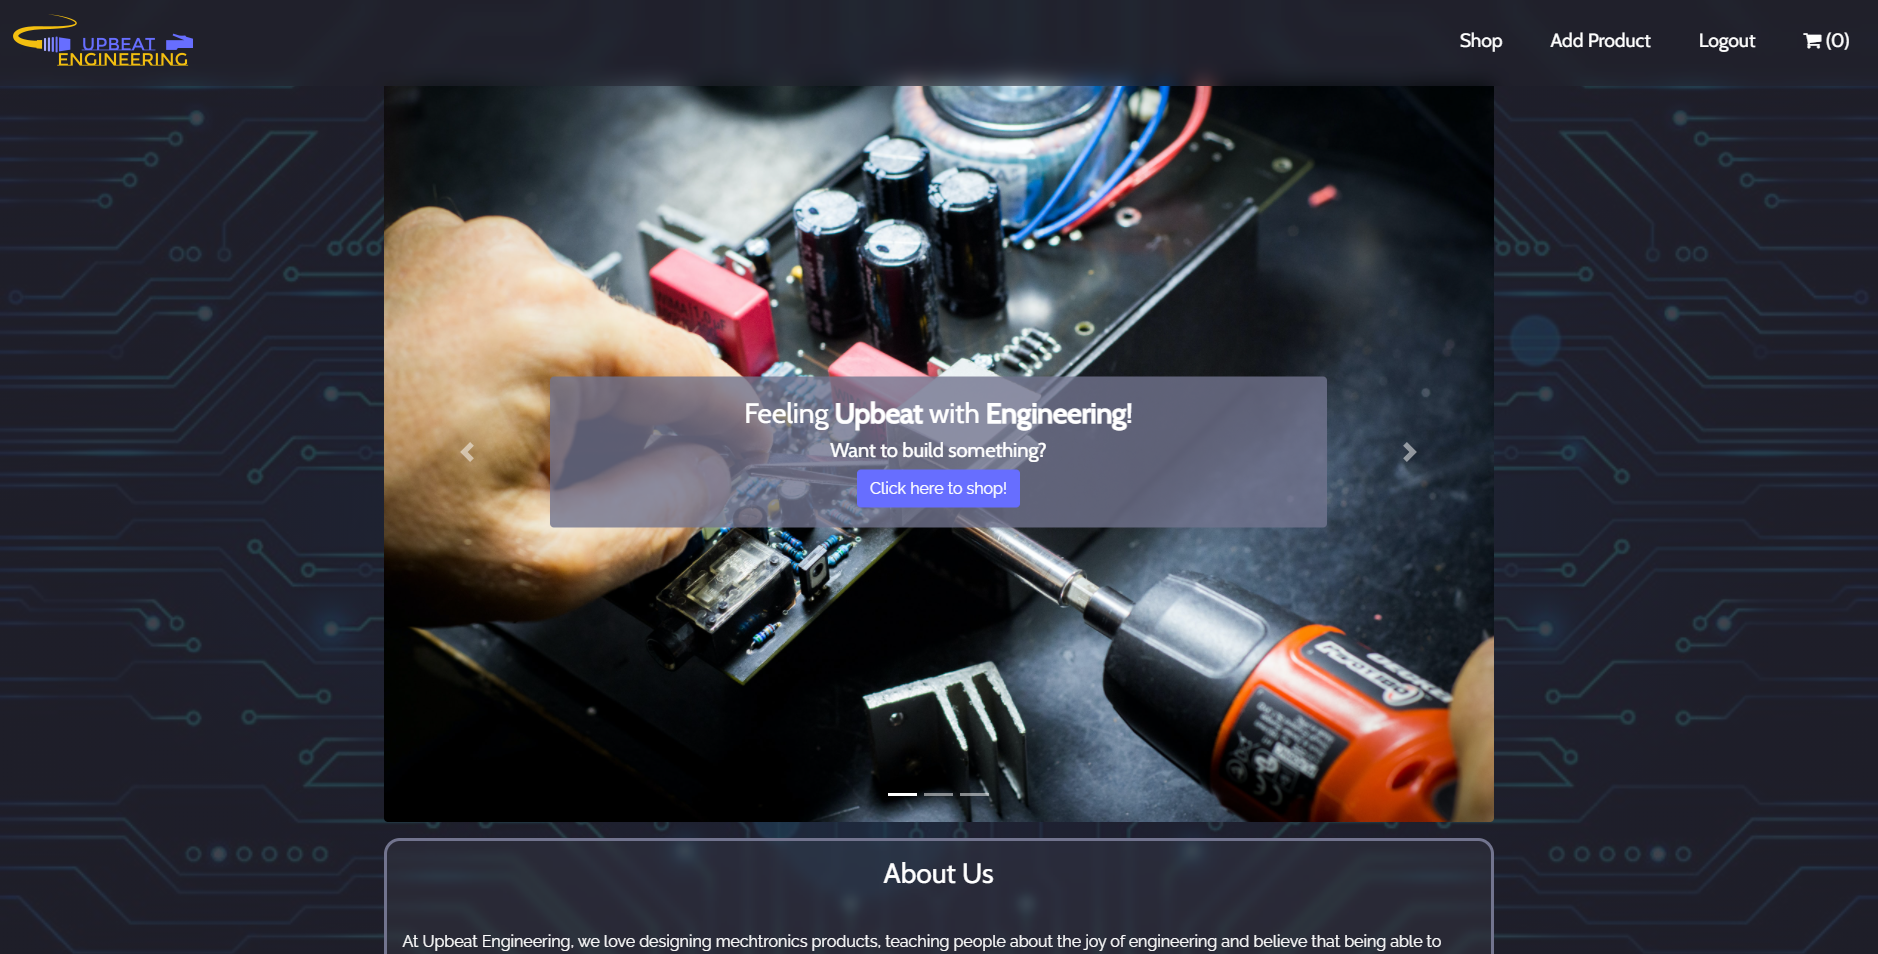 UPBEAT
ENGINEERING
Shop
Add Product
Logout
(0)
Feeling Upbeat with Engineering!
Want to build something?
Click here to shop!
About Us
At Upbeat Engineering, we love designing mechtronics products, teaching people about the joy of engineering and believe that being able to